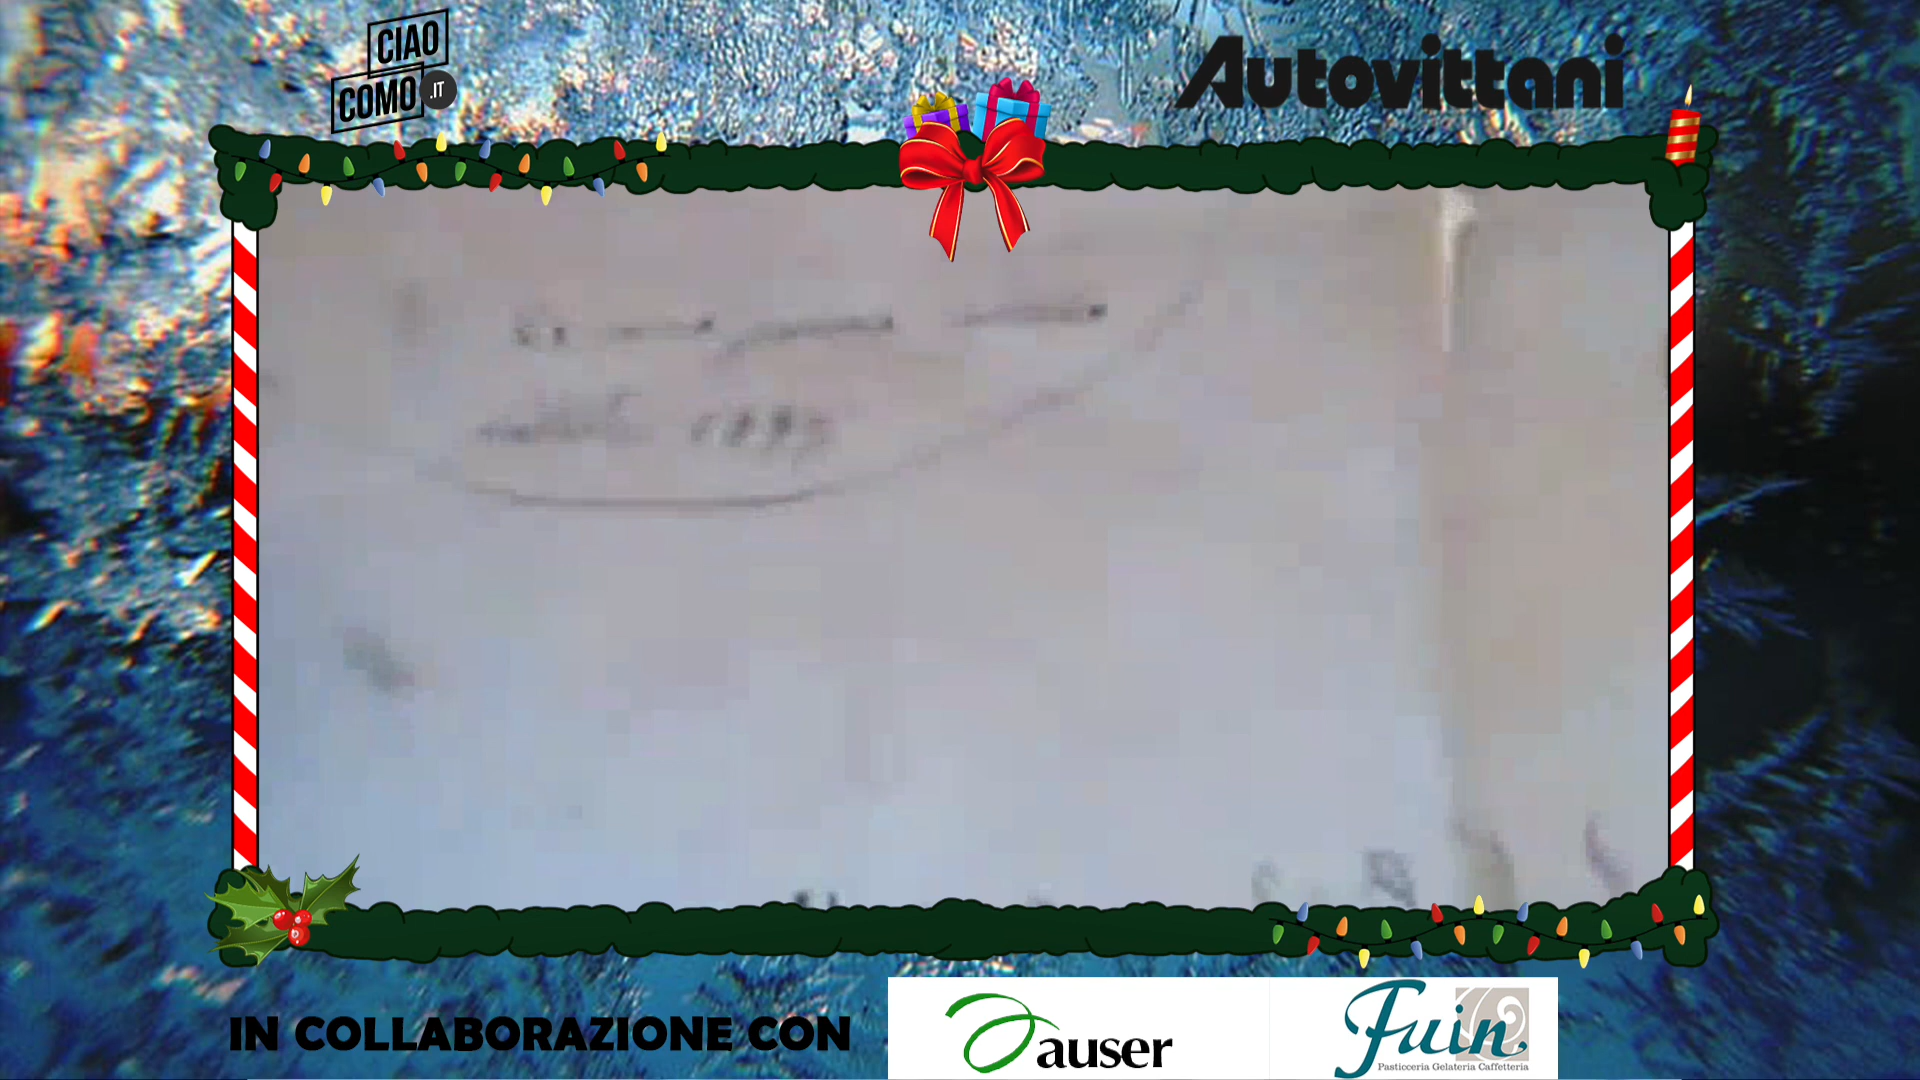 CIAO
COMO.IT
Autovittani
IN COLLABORAZIONE CON
auser
Fuin
Pasticceria Gelateria Caffetteria